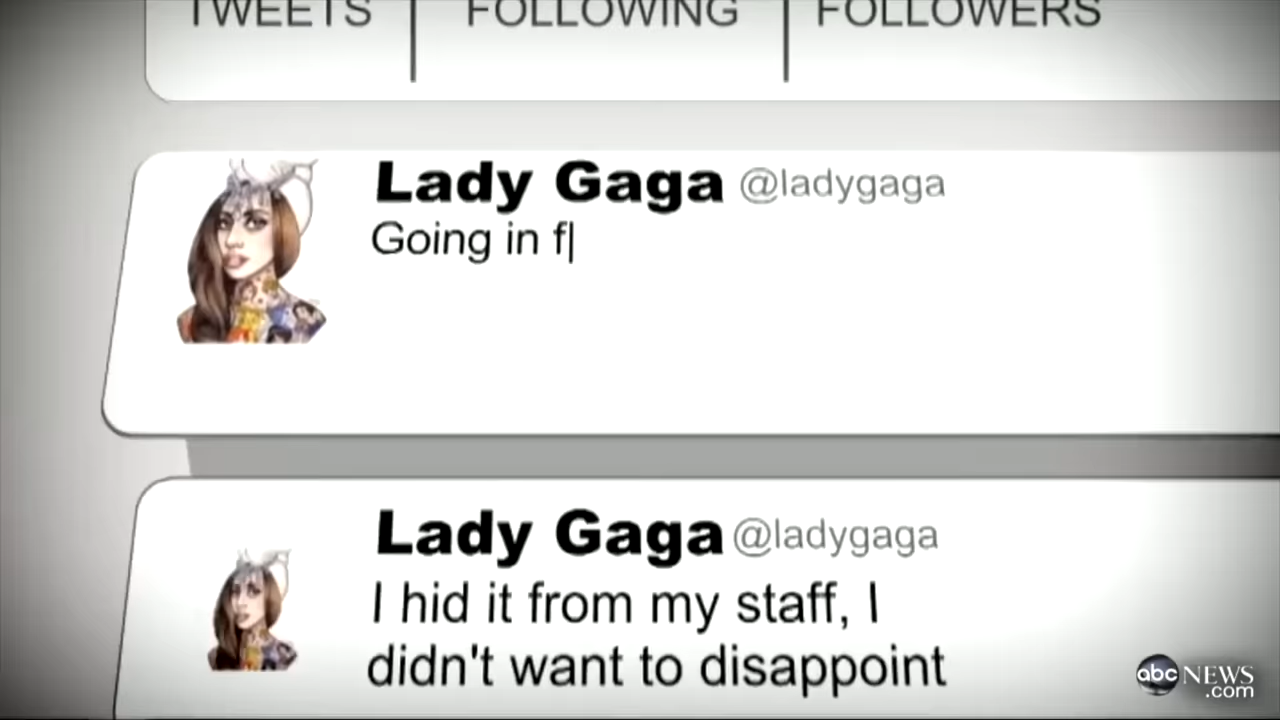 TWEETS FOLLOWING FOLLOWERS
Lady Gaga @ladygaga
Going in f
Lady Gaga @ladygaga
I hid it from my staff, I
didn't want to disappoint
abc NEWS
.com